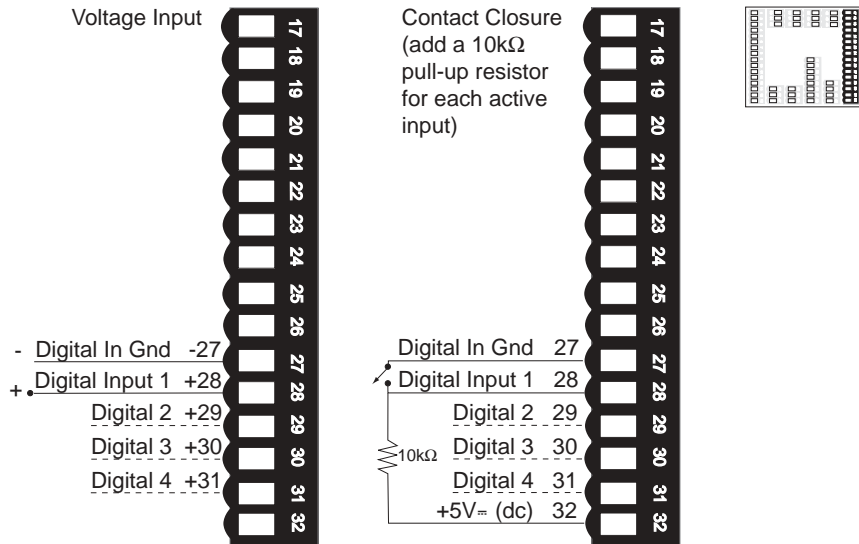 Voltage Input
17
18
19
20
21
22
23
24
25
26
27
28
29
30
31
32
- Digital In Gnd -27
+ Digital Input 1 +28
Digital 2 +29
Digital 3 +30
Digital 4 +31
Contact Closure
(add a 10kΩ
pull-up resistor
for each active
input)
17
18
19
20
21
22
23
24
25
26
27
28
29
30
31
32
Digital In Gnd 27
Digital Input 1 28
Digital 2 29
10kΩ Digital 3 30
Digital 4 31
+5V⎓ (dc) 32